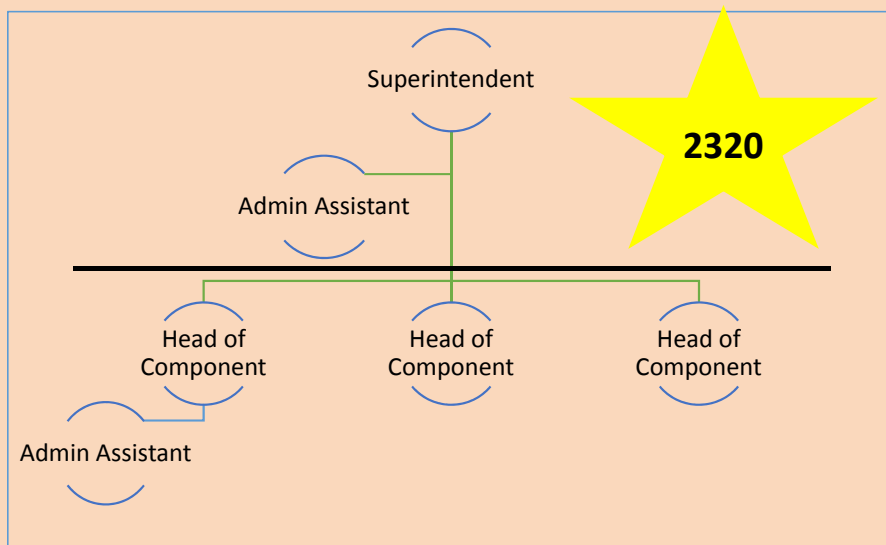 Superintendent
2320
Admin Assistant
Head of
Component
Head of
Component
Head of
Component
Admin Assistant